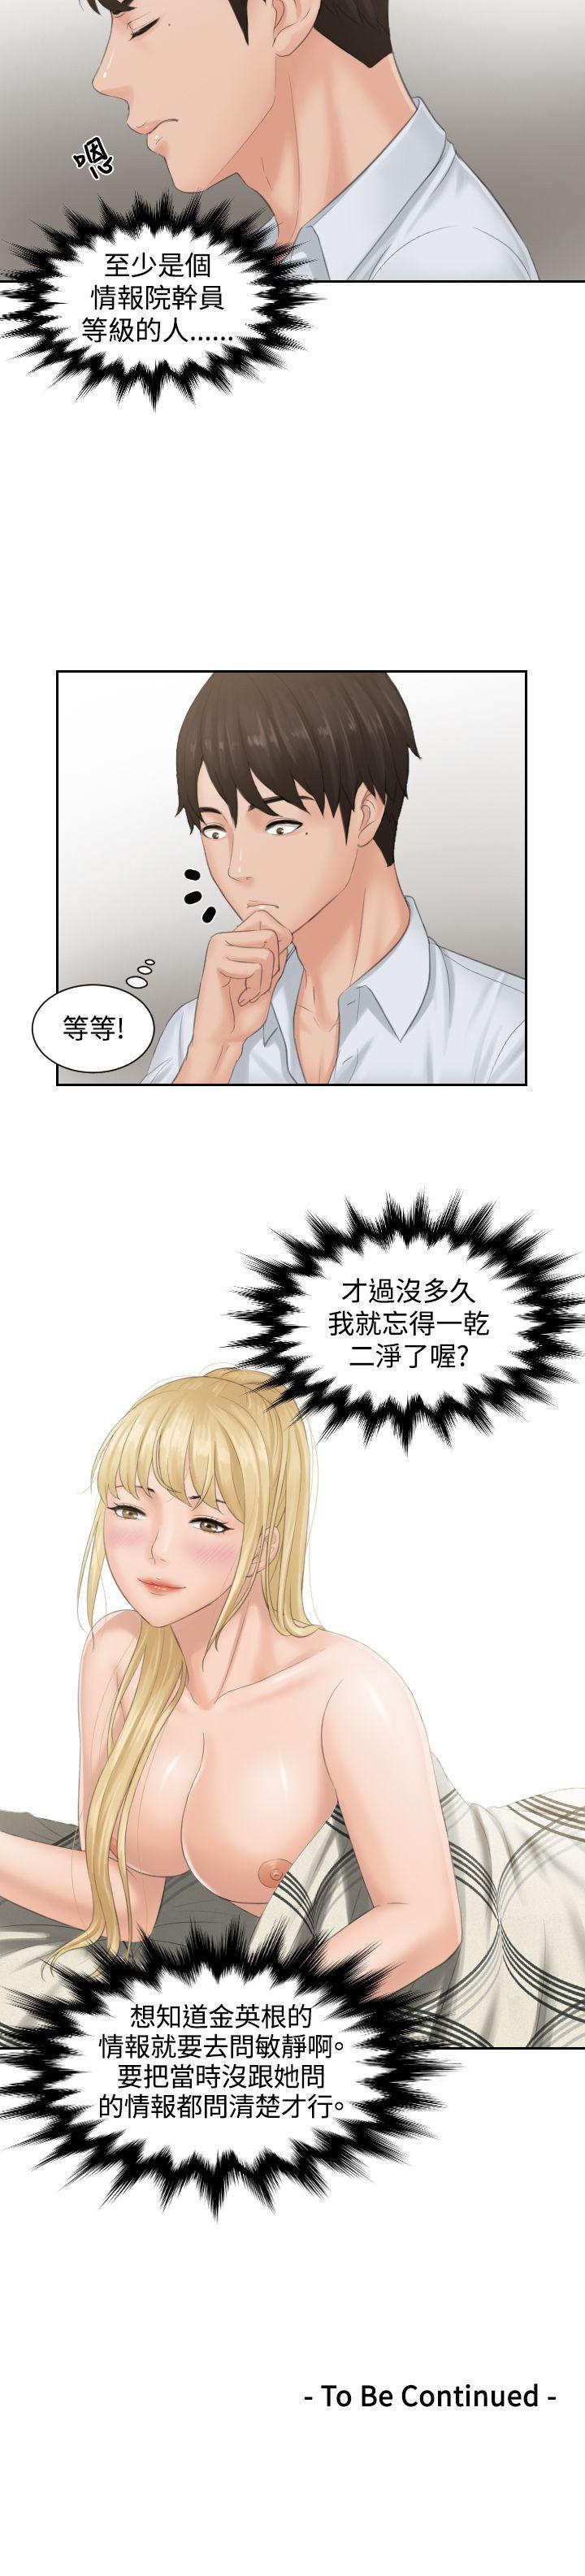 嗯
至少是個
情報院幹員
等級的人......
等等!
才過沒多久
我就忘得一乾
二淨了喔?
想知道金英根的
情報就要去問敏靜啊。
要把當時沒跟她問
的情報都問清楚才行。
- To Be Continued -